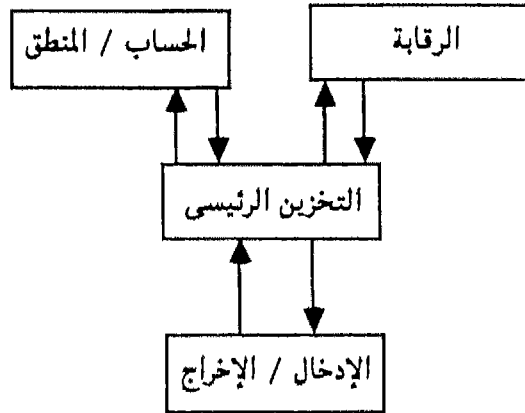 الرقابة
الحساب / المنطق
التخزين الرئيسى
الإدخال / الإخراج